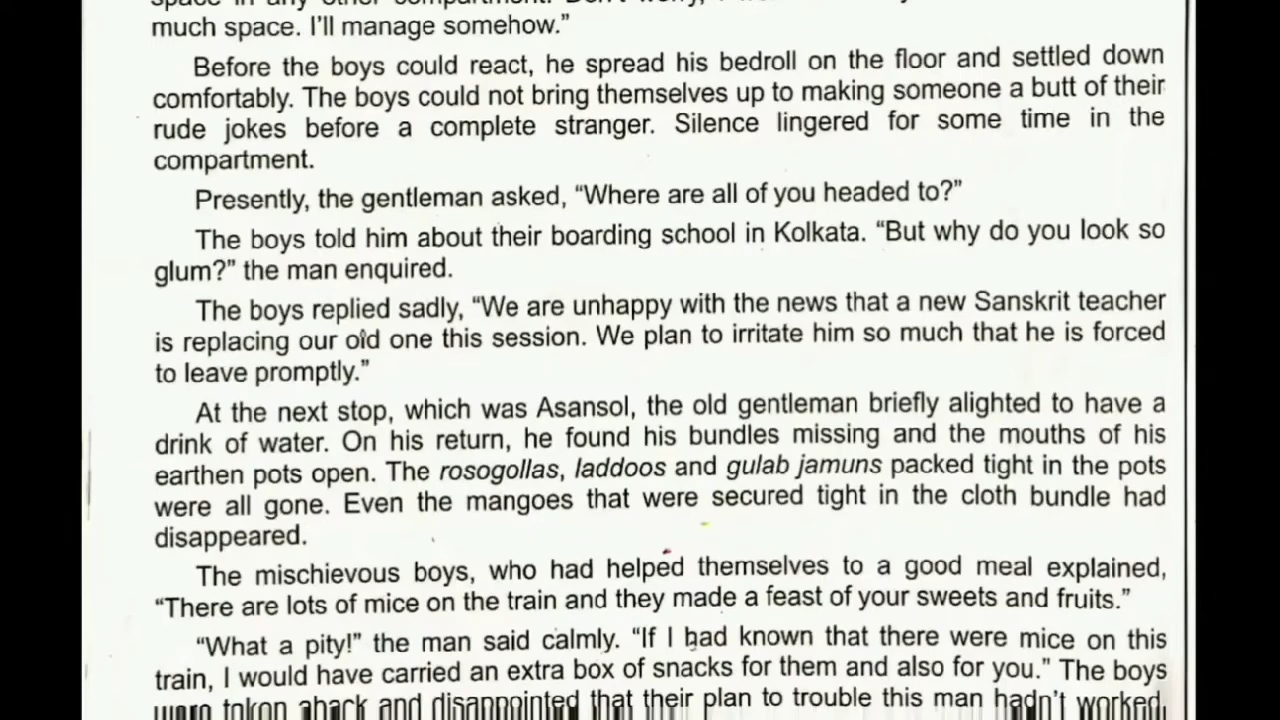 much space. I'll manage somehow.”
Before the boys could react, he spread his bedroll on the floor and settled down
comfortably. The boys could not bring themselves up to making someone a butt of their
rude jokes before a complete stranger. Silence lingered for some time in the
compartment.
Presently, the gentleman asked, “Where are all of you headed to?”
The boys told him about their boarding school in Kolkata. “But why do you look so
glum?” the man enquired.
The boys replied sadly, “We are unhappy with the news that a new Sanskrit teacher
is replacing our old one this session. We plan to irritate him so much that he is forced
to leave promptly.”
At the next stop, which was Asansol, the old gentleman briefly alighted to have a
drink of water. On his return, he found his bundles missing and the mouths of his
earthen pots open. The rosogollas, laddoos and gulab jamuns packed tight in the pots
were all gone. Even the mangoes that were secured tight in the cloth bundle had
disappeared.
The mischievous boys, who had helped themselves to a good meal explained,
“There are lots of mice on the train and they made a feast of your sweets and fruits.”
“What a pity!” the man said calmly. “If I had known that there were mice on this
train, I would have carried an extra box of snacks for them and also for you.” The boys
were taken aback and disappointed that their plan to trouble this man hadn't worked.